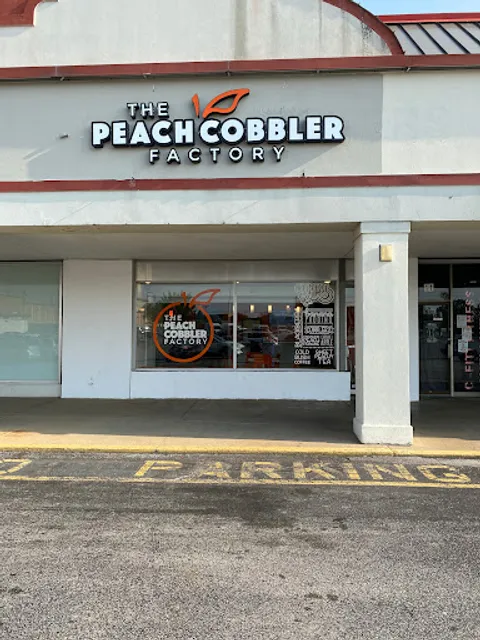 THE
PEACH COBBLER
FACTORY
THE
PEACH
COBBLER
FACTORY
COLD
BREW
COFFEE
SWEET
TEA
PARKING